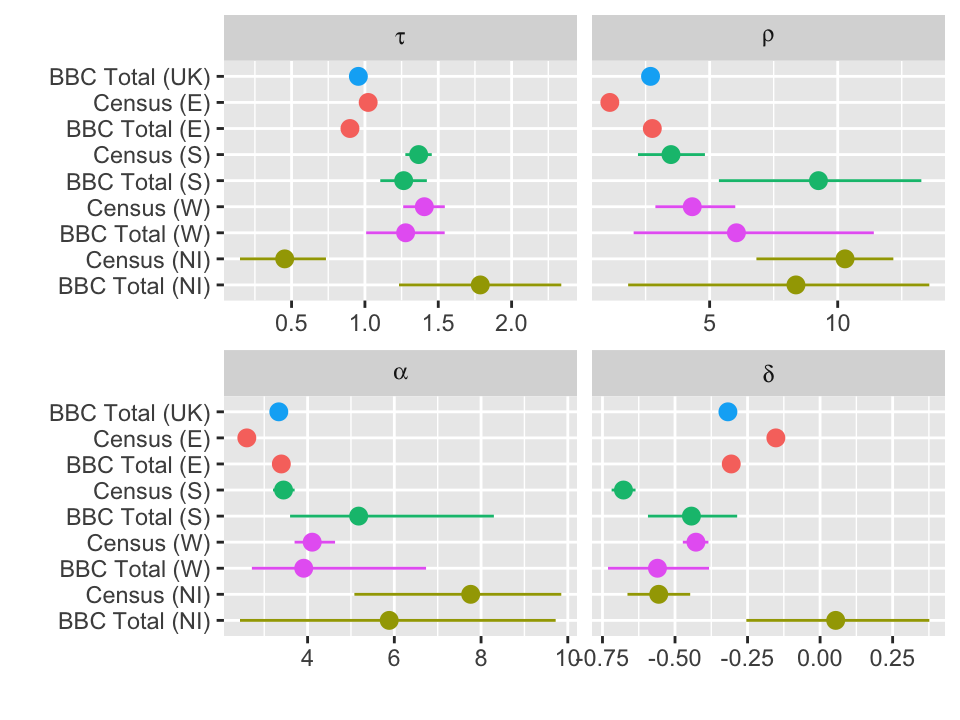 τ ρ
BBC Total (UK)
Census (E)
BBC Total (E)
Census (S)
BBC Total (S)
Census (W)
BBC Total (W)
Census (NI)
BBC Total (NI)
0.5 1.0 1.5 2.0 5 10
α δ
BBC Total (UK)
Census (E)
BBC Total (E)
Census (S)
BBC Total (S)
Census (W)
BBC Total (W)
Census (NI)
BBC Total (NI)
4 6 8 10 -0.75 -0.50 -0.25 0.00 0.25